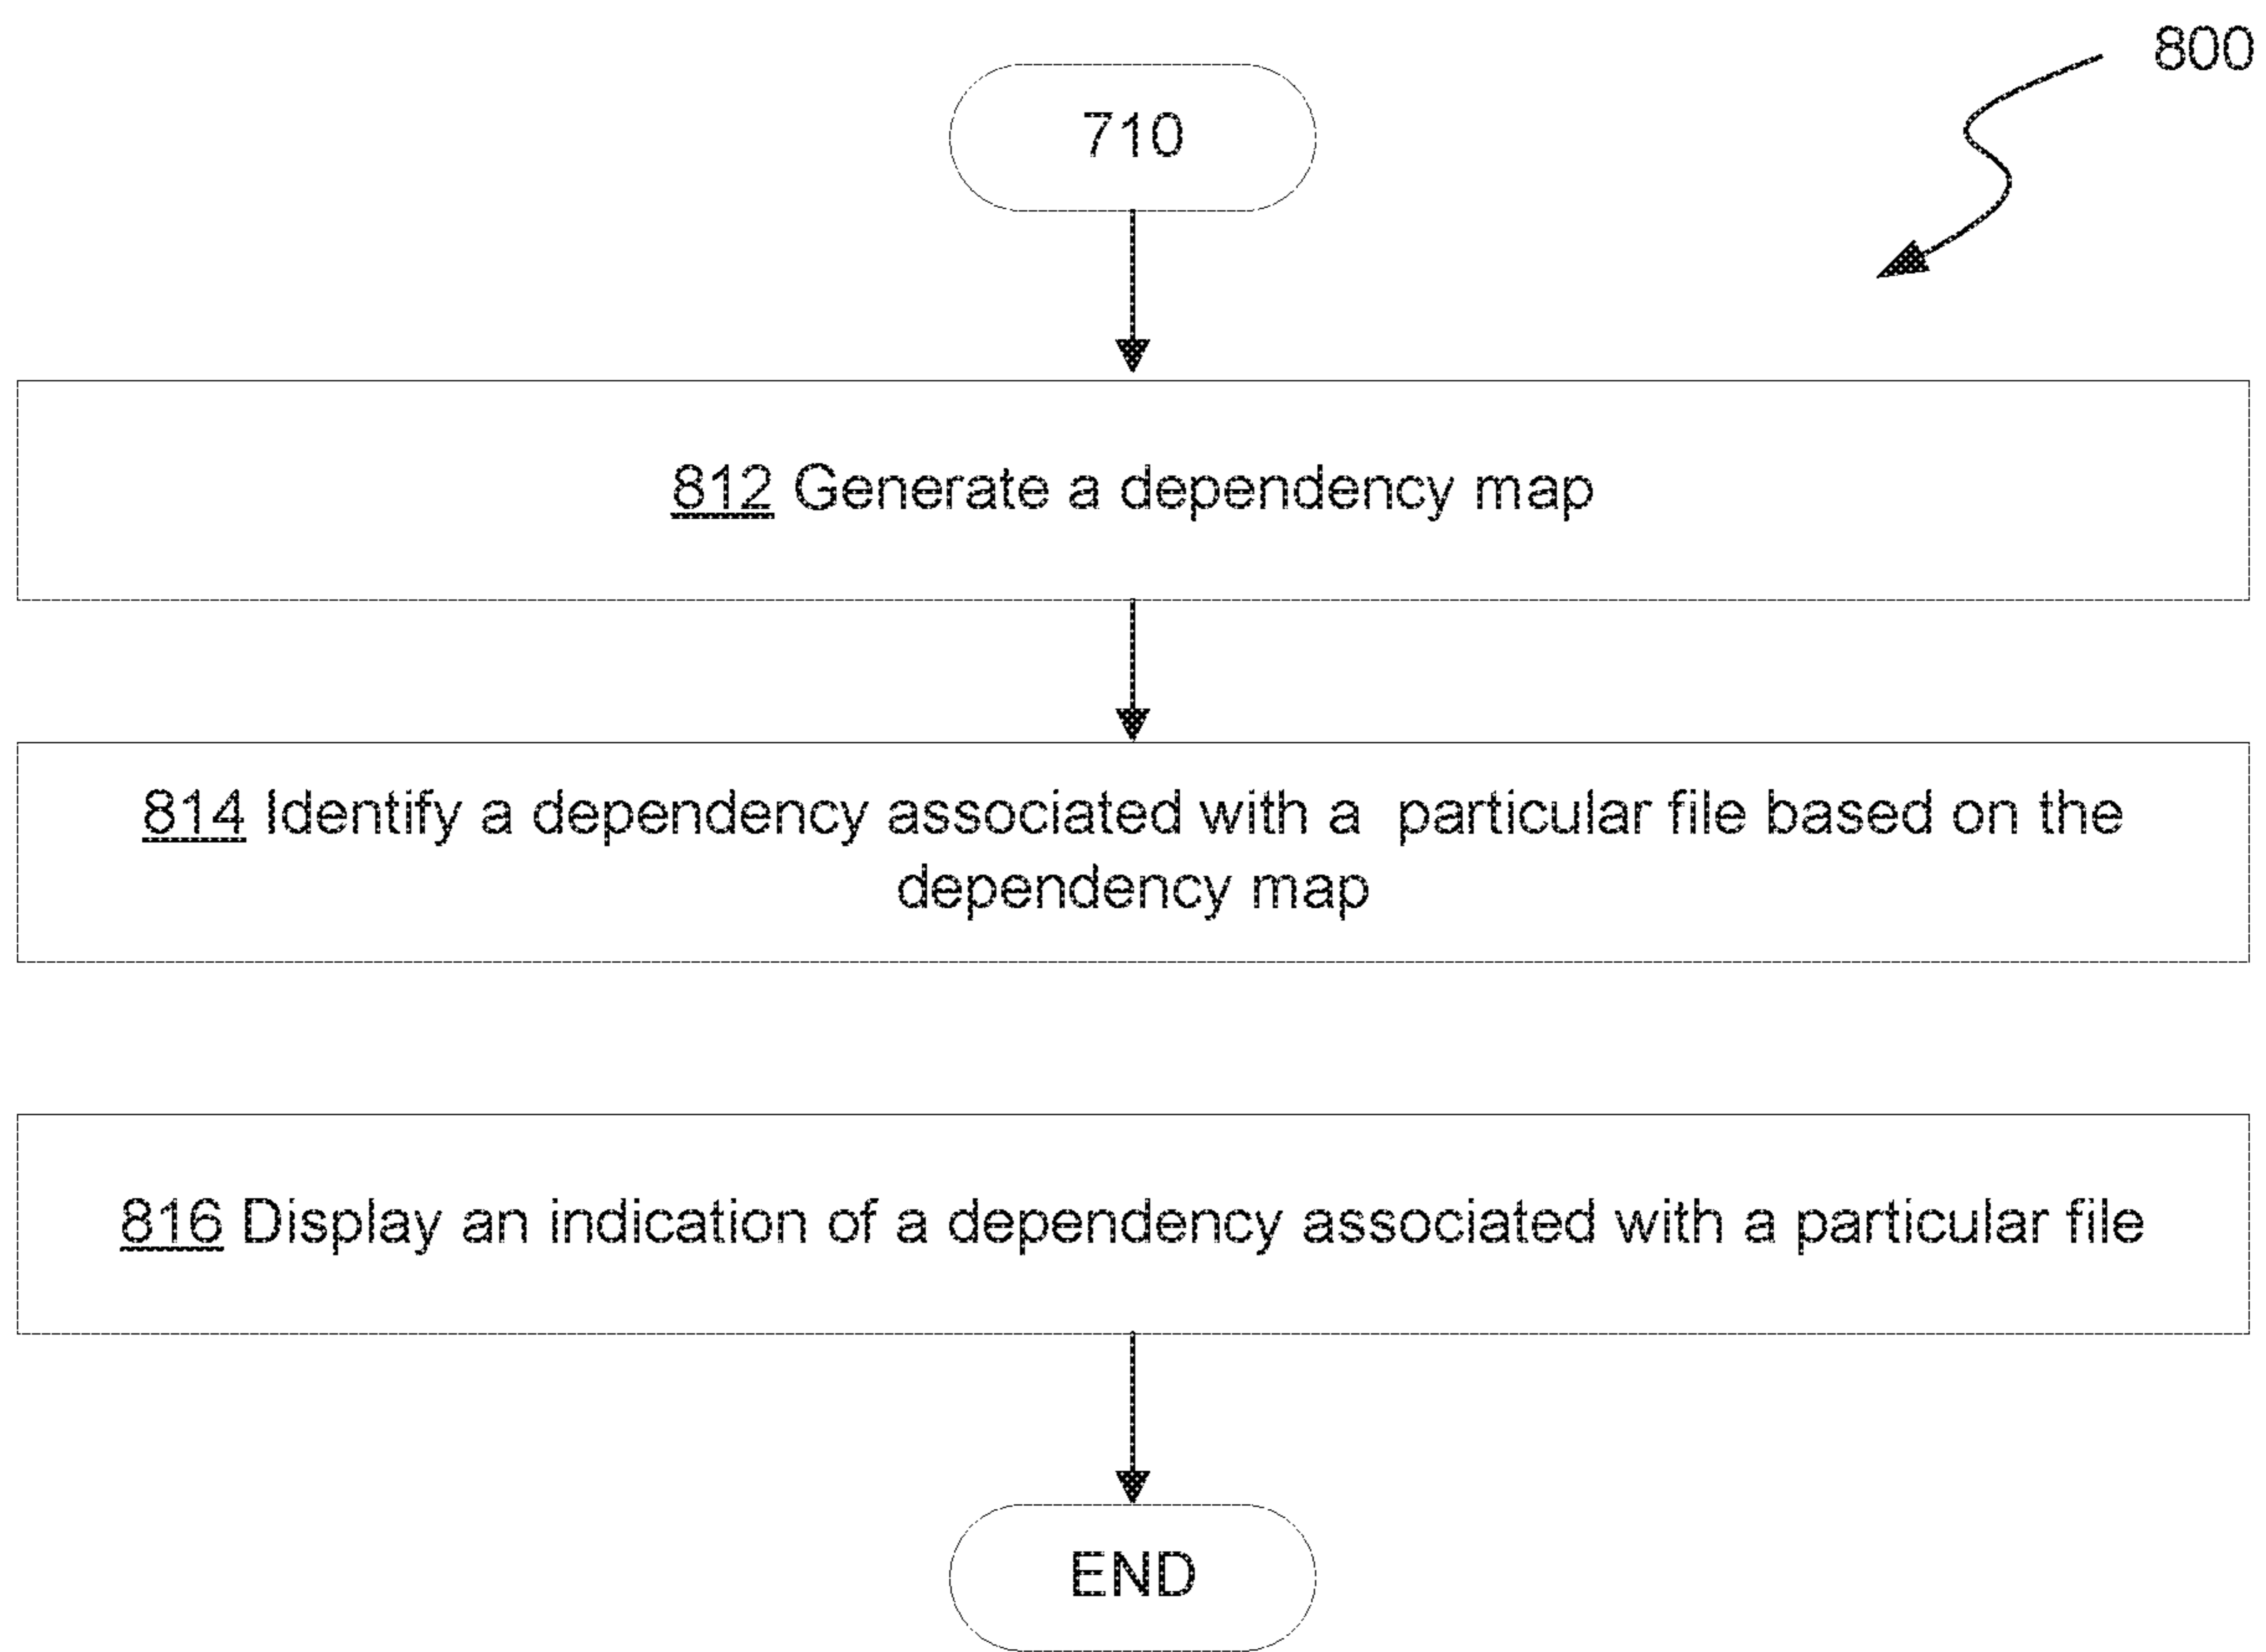 800
710
812 Generate a dependency map
814 Identify a dependency associated with a particular file based on the
dependency map
816 Display an indication of a dependency associated with a particular file
END